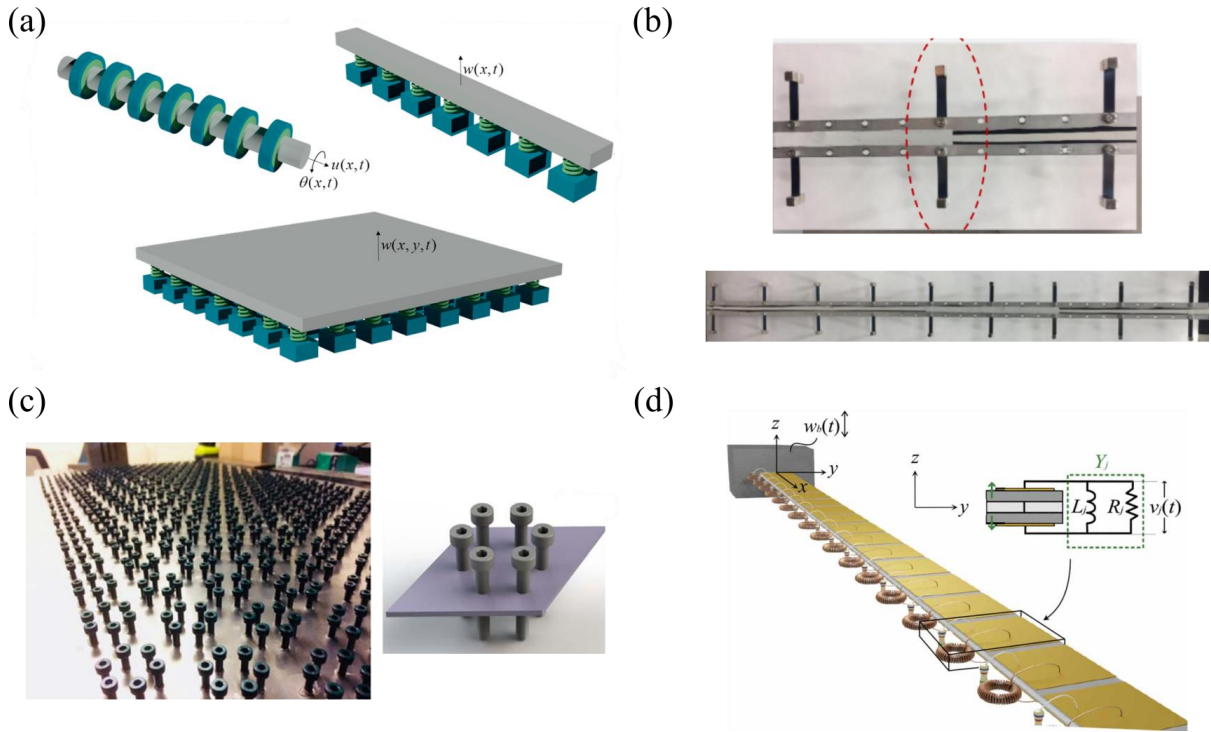 (a)
w(x,t)
u(x,t)
θ(x,t)
w(x,y,t)
(b)
(c)
(d)
w_b(t)
z
y
x
z
y
Y_j
L_j
R_j
v_j(t)